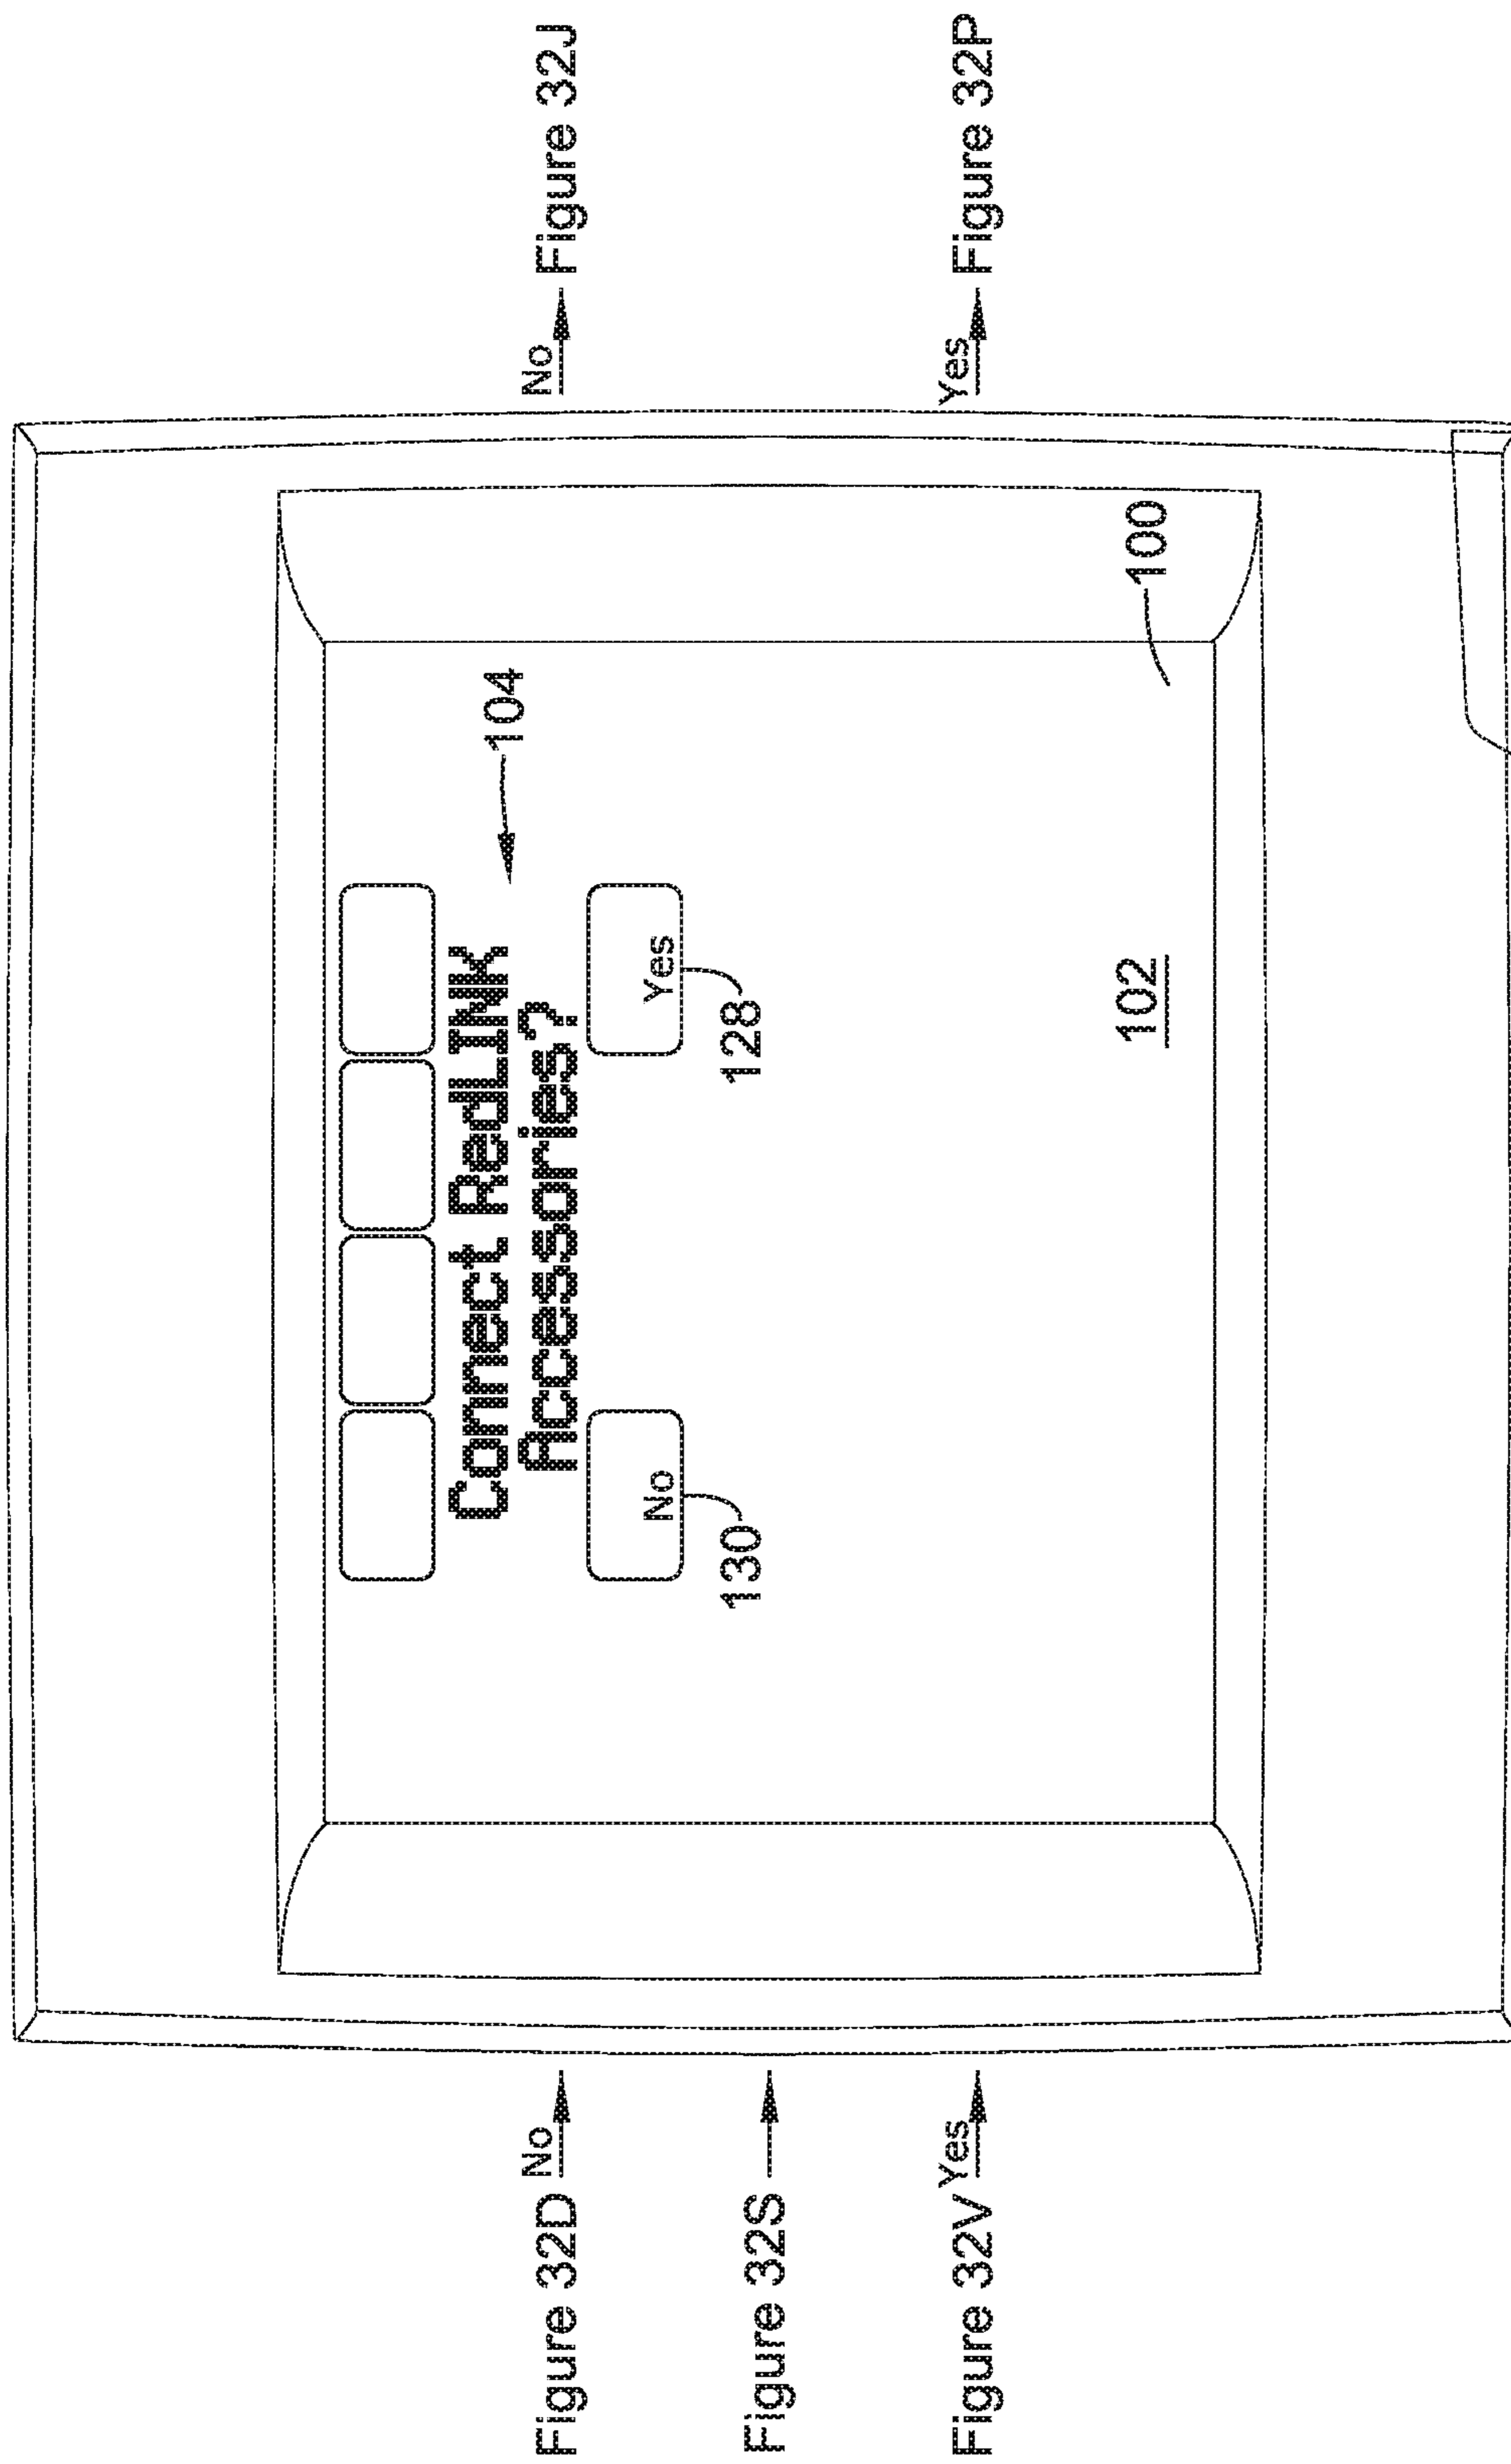 Figure 32D
No
Figure 32S
Figure 32V
Yes
Connect RedLINK
Accessories?
104
No
Yes
130
128
102
100
No
Figure 32J
Yes
Figure 32P